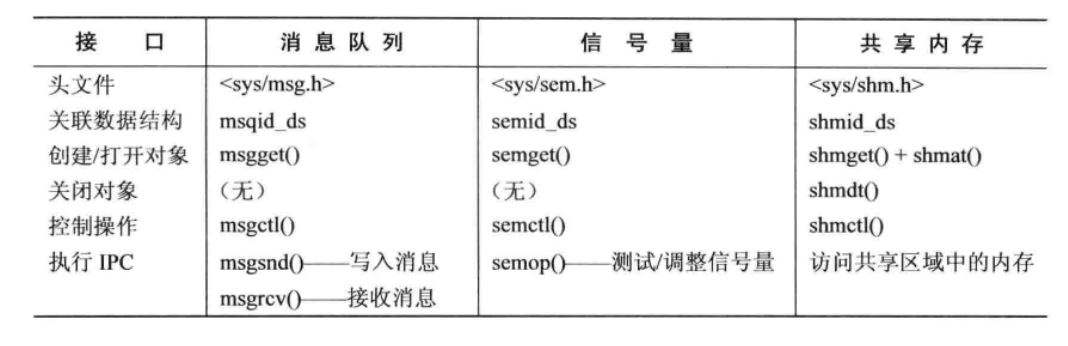 接 口 消息队列 信号量 共享内存
头文件 <sys/msg.h> <sys/sem.h> <sys/shm.h>
关联数据结构 msqid_ds semid_ds shmid_ds
创建/打开对象 msgget() semget() shmget() + shmat()
关闭对象 （无） （无） shmdt()
控制操作 msgctl() semctl() shmctl()
执行 IPC msgsnd()——写入消息 semop()——测试/调整信号量 访问共享区域中的内存
msgrcv()——接收消息